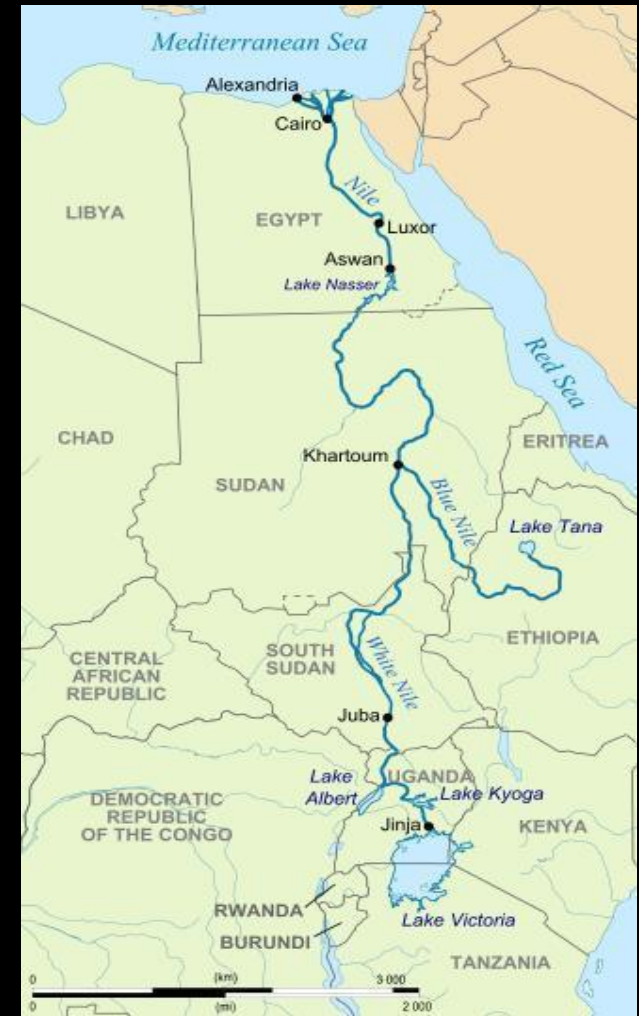 Mediterranean Sea
Alexandria
Cairo
Nile
LIBYA
EGYPT
Luxor
Aswan
Lake Nasser
Red Sea
CHAD
ERITREA
Khartoum
SUDAN
Blue Nile
Lake Tana
ETHIOPIA
SOUTH
SUDAN
CENTRAL
AFRICAN
REPUBLIC
White Nile
Juba
Lake
Albert
UGANDA
Lake Kyoga
DEMOCRATIC
REPUBLIC
OF THE CONGO
Jinja
KENYA
RWANDA
BURUNDI
Lake Victoria
TANZANIA
0 (km) 3 000
0 (mi) 2 000